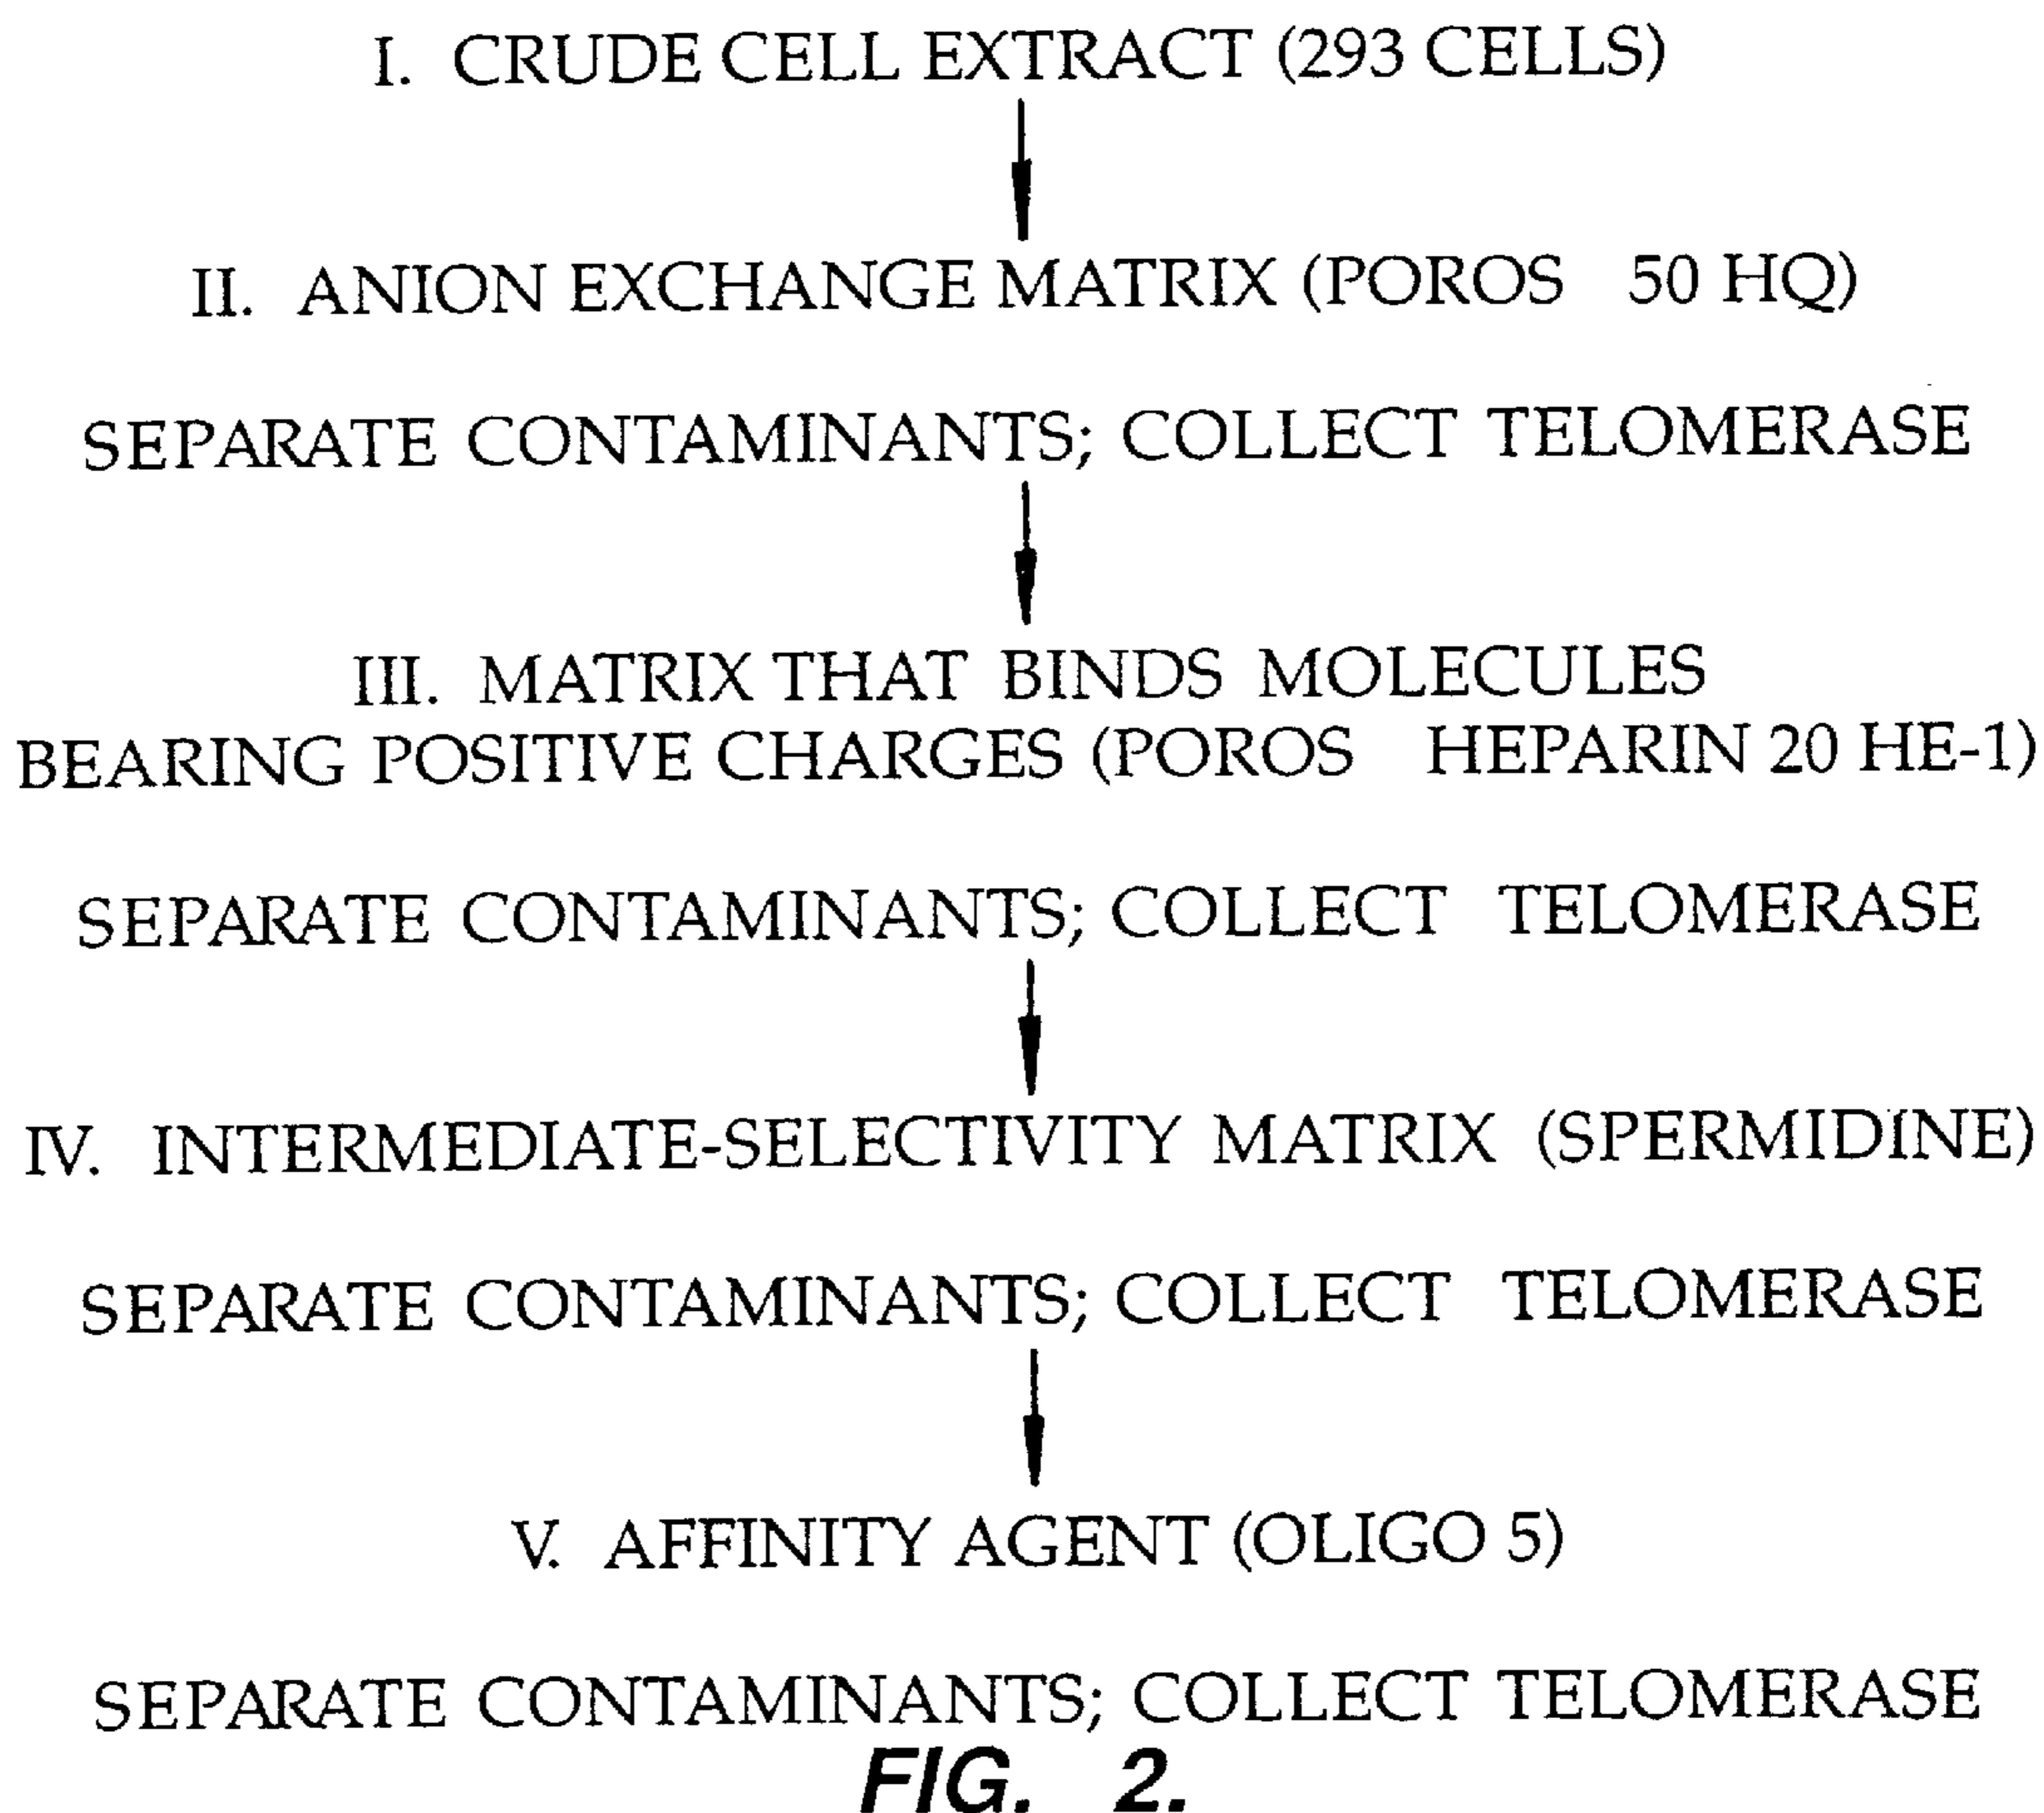 I. CRUDE CELL EXTRACT (293 CELLS)
II. ANION EXCHANGE MATRIX (POROS 50 HQ)
SEPARATE CONTAMINANTS; COLLECT TELOMERASE
III. MATRIX THAT BINDS MOLECULES
BEARING POSITIVE CHARGES (POROS HEPARIN 20 HE-1)
SEPARATE CONTAMINANTS; COLLECT TELOMERASE
IV. INTERMEDIATE-SELECTIVITY MATRIX (SPERMIDINE)
SEPARATE CONTAMINANTS; COLLECT TELOMERASE
V. AFFINITY AGENT (OLIGO 5)
SEPARATE CONTAMINANTS; COLLECT TELOMERASE
FIG. 2.